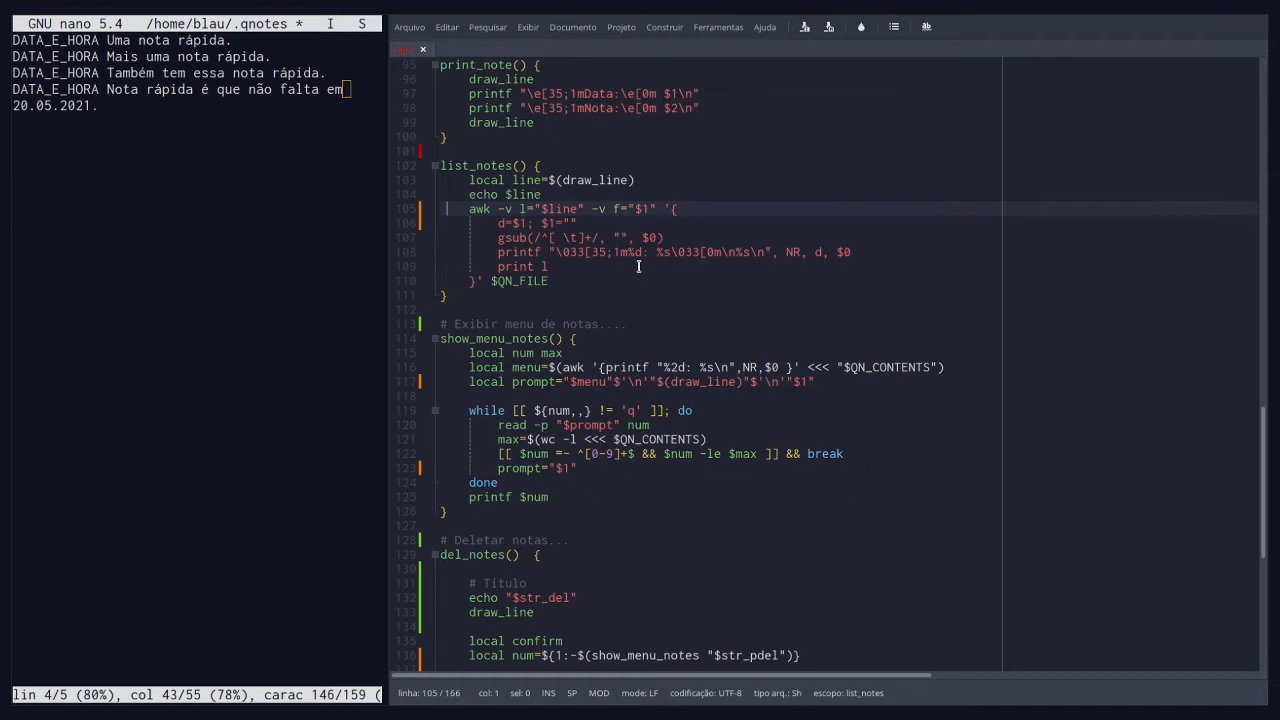 GNU nano 5.4   /home/blau/.qnotes *   I   S
DATA_E_HORA Uma nota rápida.
DATA_E_HORA Mais uma nota rápida.
DATA_E_HORA Também tem essa nota rápida.
DATA_E_HORA Nota rápida é que não falta em
20.05.2021.
lin 4/5 (80%), col 43/55 (78%), carac 146/159 (
Arquivo Editar Pesquisar Exibir Documento Projeto Construir Ferramentas Ajuda
95 print_note() {
96     draw_line
97     printf "\e[35;1mData:\e[0m $1\n"
98     printf "\e[35;1mNota:\e[0m $2\n"
99     draw_line
100 }
101
102 list_notes() {
103     local line=$(draw_line)
104     echo $line
105     awk -v l="$line" -v f="$1" '{
106         d=$1; $1=""
107         gsub(/^[ \t]+/, "", $0)
108         printf "\033[35;1m%d: %s\033[0m\n%s\n", NR, d, $0
109         print l
110     }' $QN_FILE
111 }
112
113 # Exibir menu de notas....
114 show_menu_notes() {
115     local num max
116     local menu=$(awk '{printf "%2d: %s\n",NR,$0 }' <<< "$QN_CONTENTS")
117     local prompt="$menu"$'\n'"$(draw_line)"$'\n'"$1"
118
119     while [[ ${num,,} != 'q' ]]; do
120         read -p "$prompt" num
121         max=$(wc -l <<< $QN_CONTENTS)
122         [[ $num =~ ^[0-9]+$ && $num -le $max ]] && break
123         prompt="$1"
124     done
125     printf $num
126 }
127
128 # Deletar notas...
129 del_notes()  {
130
131     # Título
132     echo "$str_del"
133     draw_line
134
135     local confirm
136     local num=${1:-$(show_menu_notes "$str_pdel")}
linha: 105 / 166 col: 1 sel: 0 INS SP MOD mode: LF codificação: UTF-8 tipo arq.: Sh escopo: list_notes